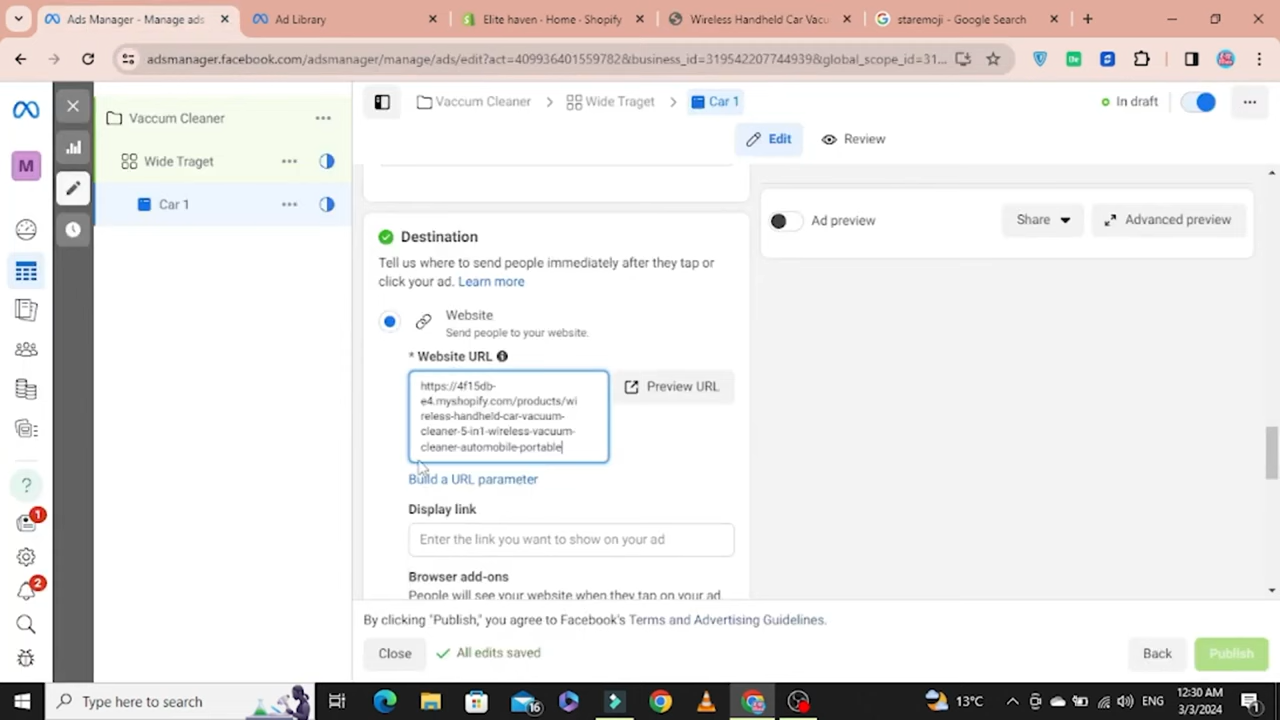 Ads Manager - Manage ads
Ad Library
Elite haven - Home - Shopify
Wireless Handheld Car Vacu
staremoji - Google Search
adsmanager.facebook.com/adsmanager/manage/ads/edit?act=409936401559782&business_id=319542207744939&global_scope_id=31...
Vaccum Cleaner
Wide Traget
Car 1
In draft
Edit
Review
M
Vaccum Cleaner
Wide Traget
Car 1
Ad preview
Share
Advanced preview
Destination
Tell us where to send people immediately after they tap or
click your ad. Learn more
Website
Send people to your website.
* Website URL
https://4f15db-
e4.myshopify.com/products/wi
reless-handheld-car-vacuum-
cleaner-5-in1-wireless-vacuum-
cleaner-automobile-portable
Preview URL
Build a URL parameter
Display link
Enter the link you want to show on your ad
Browser add-ons
People will see your website when they tap on your ad
1
2
By clicking "Publish," you agree to Facebook's Terms and Advertising Guidelines.
Close
All edits saved
Back
Publish
Type here to search
16
13°C
ENG
12:30 AM
3/3/2024
1